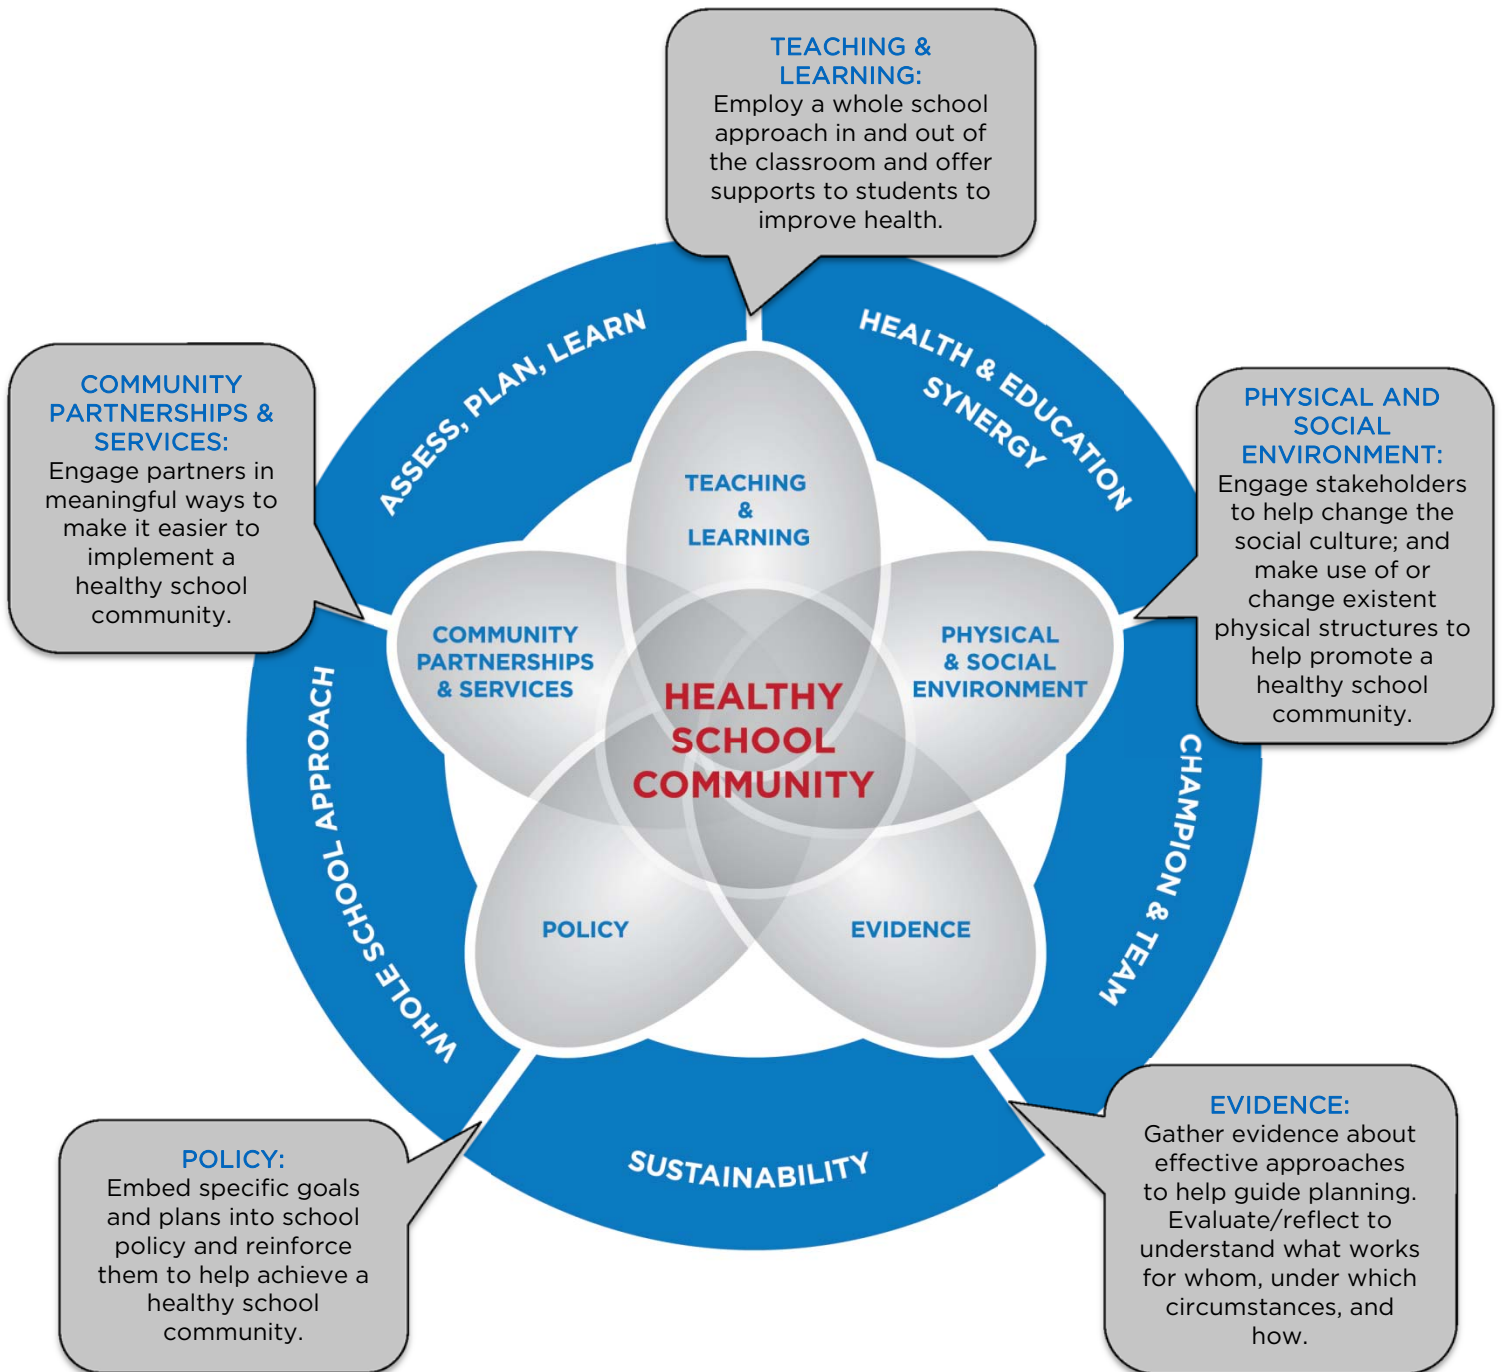 TEACHING &
LEARNING:
Employ a whole school
approach in and out of
the classroom and offer
supports to students to
improve health.
ASSESS, PLAN, LEARN
HEALTH & EDUCATION
SYNERGY
COMMUNITY
PARTNERSHIPS &
SERVICES:
Engage partners in
meaningful ways to
make it easier to
implement a
healthy school
community.
PHYSICAL AND
SOCIAL
ENVIRONMENT:
Engage stakeholders
to help change the
social culture; and
make use of or
change existent
physical structures to
help promote a
healthy school
community.
TEACHING
&
LEARNING
COMMUNITY
PARTNERSHIPS
& SERVICES
PHYSICAL
& SOCIAL
ENVIRONMENT
HEALTHY
SCHOOL
COMMUNITY
WHOLE SCHOOL APPROACH
CHAMPION & TEAM
POLICY
EVIDENCE
SUSTAINABILITY
POLICY:
Embed specific goals
and plans into school
policy and reinforce
them to help achieve a
healthy school
community.
EVIDENCE:
Gather evidence about
effective approaches
to help guide planning.
Evaluate/reflect to
understand what works
for whom, under which
circumstances, and
how.